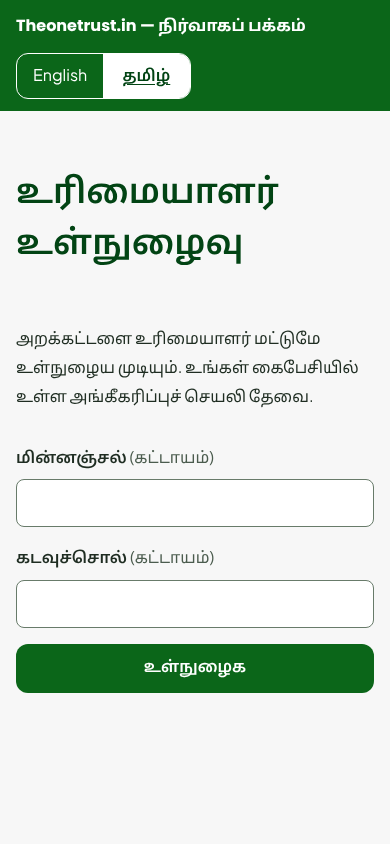 Theonetrust.in — நிர்வாகப் பக்கம்
English
தமிழ்
உரிமையாளர்
உள்நுழைவு
அறக்கட்டளை உரிமையாளர் மட்டுமே
உள்நுழைய முடியும். உங்கள் கைபேசியில்
உள்ள அங்கீகரிப்புச் செயலி தேவை.
மின்னஞ்சல் (கட்டாயம்)
கடவுச்சொல் (கட்டாயம்)
உள்நுழைக